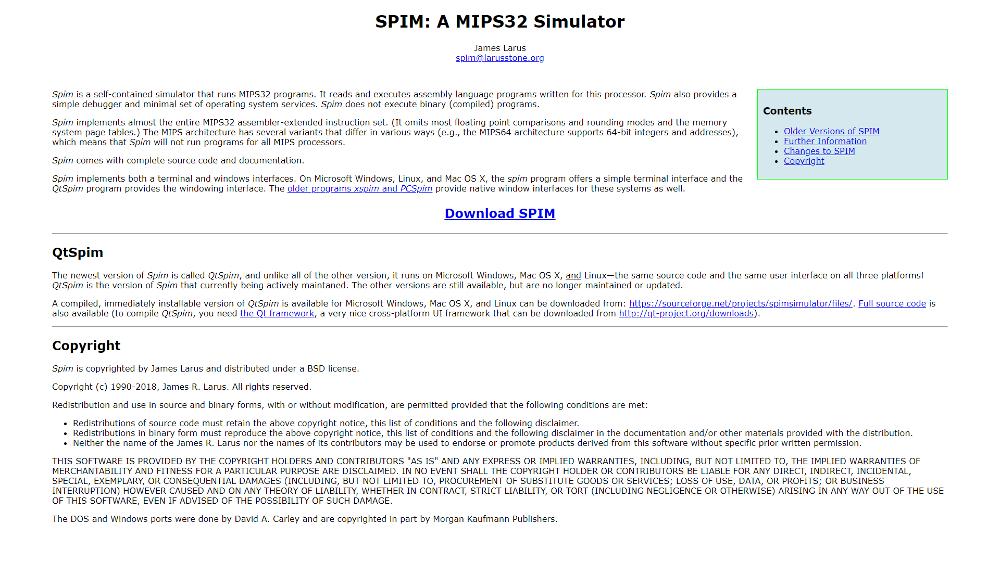 SPIM: A MIPS32 Simulator
James Larus
spim@larusstone.org
Spim is a self-contained simulator that runs MIPS32 programs. It reads and executes assembly language programs written for this processor. Spim also provides a
simple debugger and minimal set of operating system services. Spim does not execute binary (compiled) programs.
Spim implements almost the entire MIPS32 assembler-extended instruction set. (It omits most floating point comparisons and rounding modes and the memory
system page tables.) The MIPS architecture has several variants that differ in various ways (e.g., the MIPS64 architecture supports 64-bit integers and addresses),
which means that Spim will not run programs for all MIPS processors.
Spim comes with complete source code and documentation.
Spim implements both a terminal and windows interfaces. On Microsoft Windows, Linux, and Mac OS X, the spim program offers a simple terminal interface and the
QtSpim program provides the windowing interface. The older programs xspim and PCSpim provide native window interfaces for these systems as well.
Contents
• Older Versions of SPIM
• Further Information
• Changes to SPIM
• Copyright
Download SPIM
QtSpim
The newest version of Spim is called QtSpim, and unlike all of the other version, it runs on Microsoft Windows, Mac OS X, and Linux—the same source code and the same user interface on all three platforms!
QtSpim is the version of Spim that currently being actively maintaned. The other versions are still available, but are no longer maintained or updated.
A compiled, immediately installable version of QtSpim is available for Microsoft Windows, Mac OS X, and Linux can be downloaded from: https://sourceforge.net/projects/spimsimulator/files/. Full source code is
also available (to compile QtSpim, you need the Qt framework, a very nice cross-platform UI framework that can be downloaded from http://qt-project.org/downloads).
Copyright
Spim is copyrighted by James Larus and distributed under a BSD license.
Copyright (c) 1990-2018, James R. Larus. All rights reserved.
Redistribution and use in source and binary forms, with or without modification, are permitted provided that the following conditions are met:
• Redistributions of source code must retain the above copyright notice, this list of conditions and the following disclaimer.
• Redistributions in binary form must reproduce the above copyright notice, this list of conditions and the following disclaimer in the documentation and/or other materials provided with the distribution.
• Neither the name of the James R. Larus nor the names of its contributors may be used to endorse or promote products derived from this software without specific prior written permission.
THIS SOFTWARE IS PROVIDED BY THE COPYRIGHT HOLDERS AND CONTRIBUTORS "AS IS" AND ANY EXPRESS OR IMPLIED WARRANTIES, INCLUDING, BUT NOT LIMITED TO, THE IMPLIED WARRANTIES OF
MERCHANTABILITY AND FITNESS FOR A PARTICULAR PURPOSE ARE DISCLAIMED. IN NO EVENT SHALL THE COPYRIGHT HOLDER OR CONTRIBUTORS BE LIABLE FOR ANY DIRECT, INDIRECT, INCIDENTAL,
SPECIAL, EXEMPLARY, OR CONSEQUENTIAL DAMAGES (INCLUDING, BUT NOT LIMITED TO, PROCUREMENT OF SUBSTITUTE GOODS OR SERVICES; LOSS OF USE, DATA, OR PROFITS; OR BUSINESS
INTERRUPTION) HOWEVER CAUSED AND ON ANY THEORY OF LIABILITY, WHETHER IN CONTRACT, STRICT LIABILITY, OR TORT (INCLUDING NEGLIGENCE OR OTHERWISE) ARISING IN ANY WAY OUT OF THE USE
OF THIS SOFTWARE, EVEN IF ADVISED OF THE POSSIBILITY OF SUCH DAMAGE.
The DOS and Windows ports were done by David A. Carley and are copyrighted in part by Morgan Kaufmann Publishers.